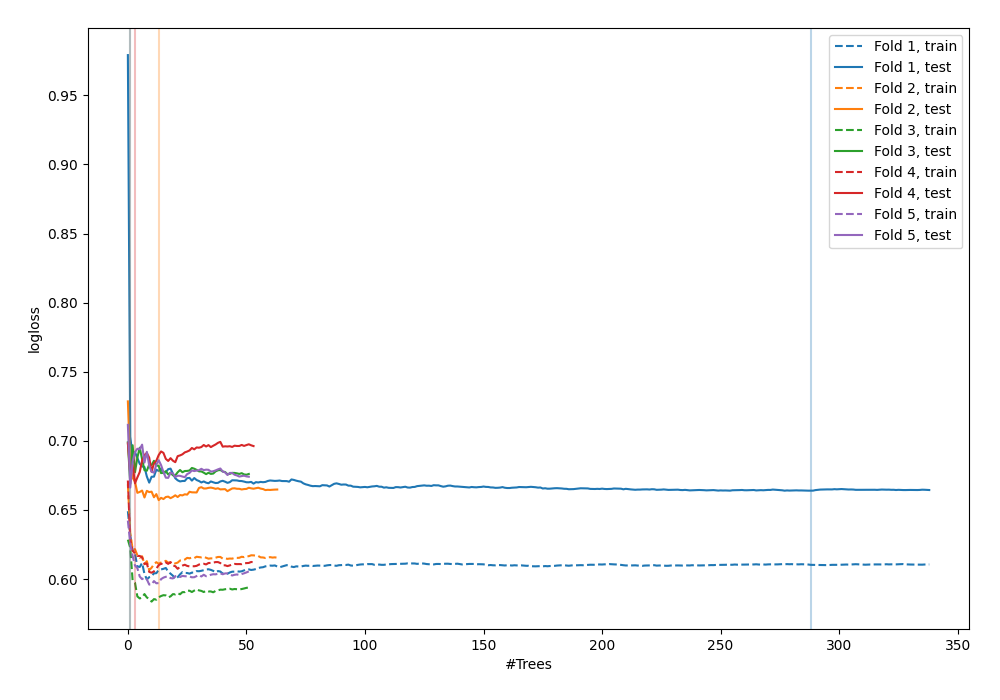 logloss
0.95
0.90
0.85
0.80
0.75
0.70
0.65
0.60
0
50
100
150
200
250
300
350
#Trees
Fold 1, train
Fold 1, test
Fold 2, train
Fold 2, test
Fold 3, train
Fold 3, test
Fold 4, train
Fold 4, test
Fold 5, train
Fold 5, test